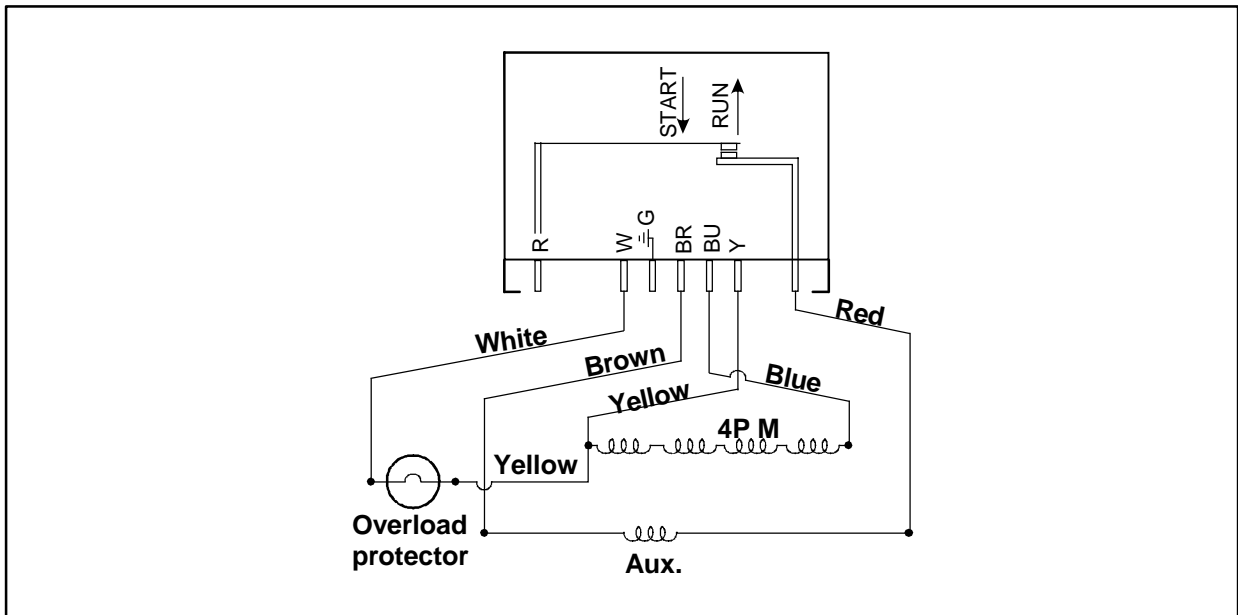 START
RUN
R
W
G
BR
BU
Y
Red
White
Brown
Blue
Yellow
4P M
Yellow
Overload
protector
Aux.